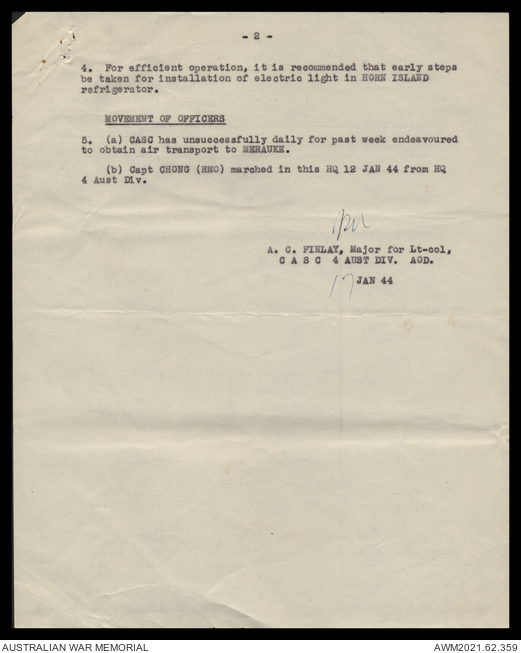 - 2 -
4. For efficient operation, it is recommended that early steps
be taken for installation of electric light in HORN ISLAND
refrigerator.
MOVEMENT OF OFFICERS
5. (a) CASC has unsuccessfully daily for past week endeavoured
to obtain air transport to MERAUKE.
(b) Capt CHONG (RMO) marched in this HQ 12 JAN 44 from HQ
4 Aust Div.
A. C. FINLAY, Major for Lt-col,
C A S C 4 AUST DIV. AOD.
17 JAN 44
AUSTRALIAN WAR MEMORIAL
AWM2021.62.359